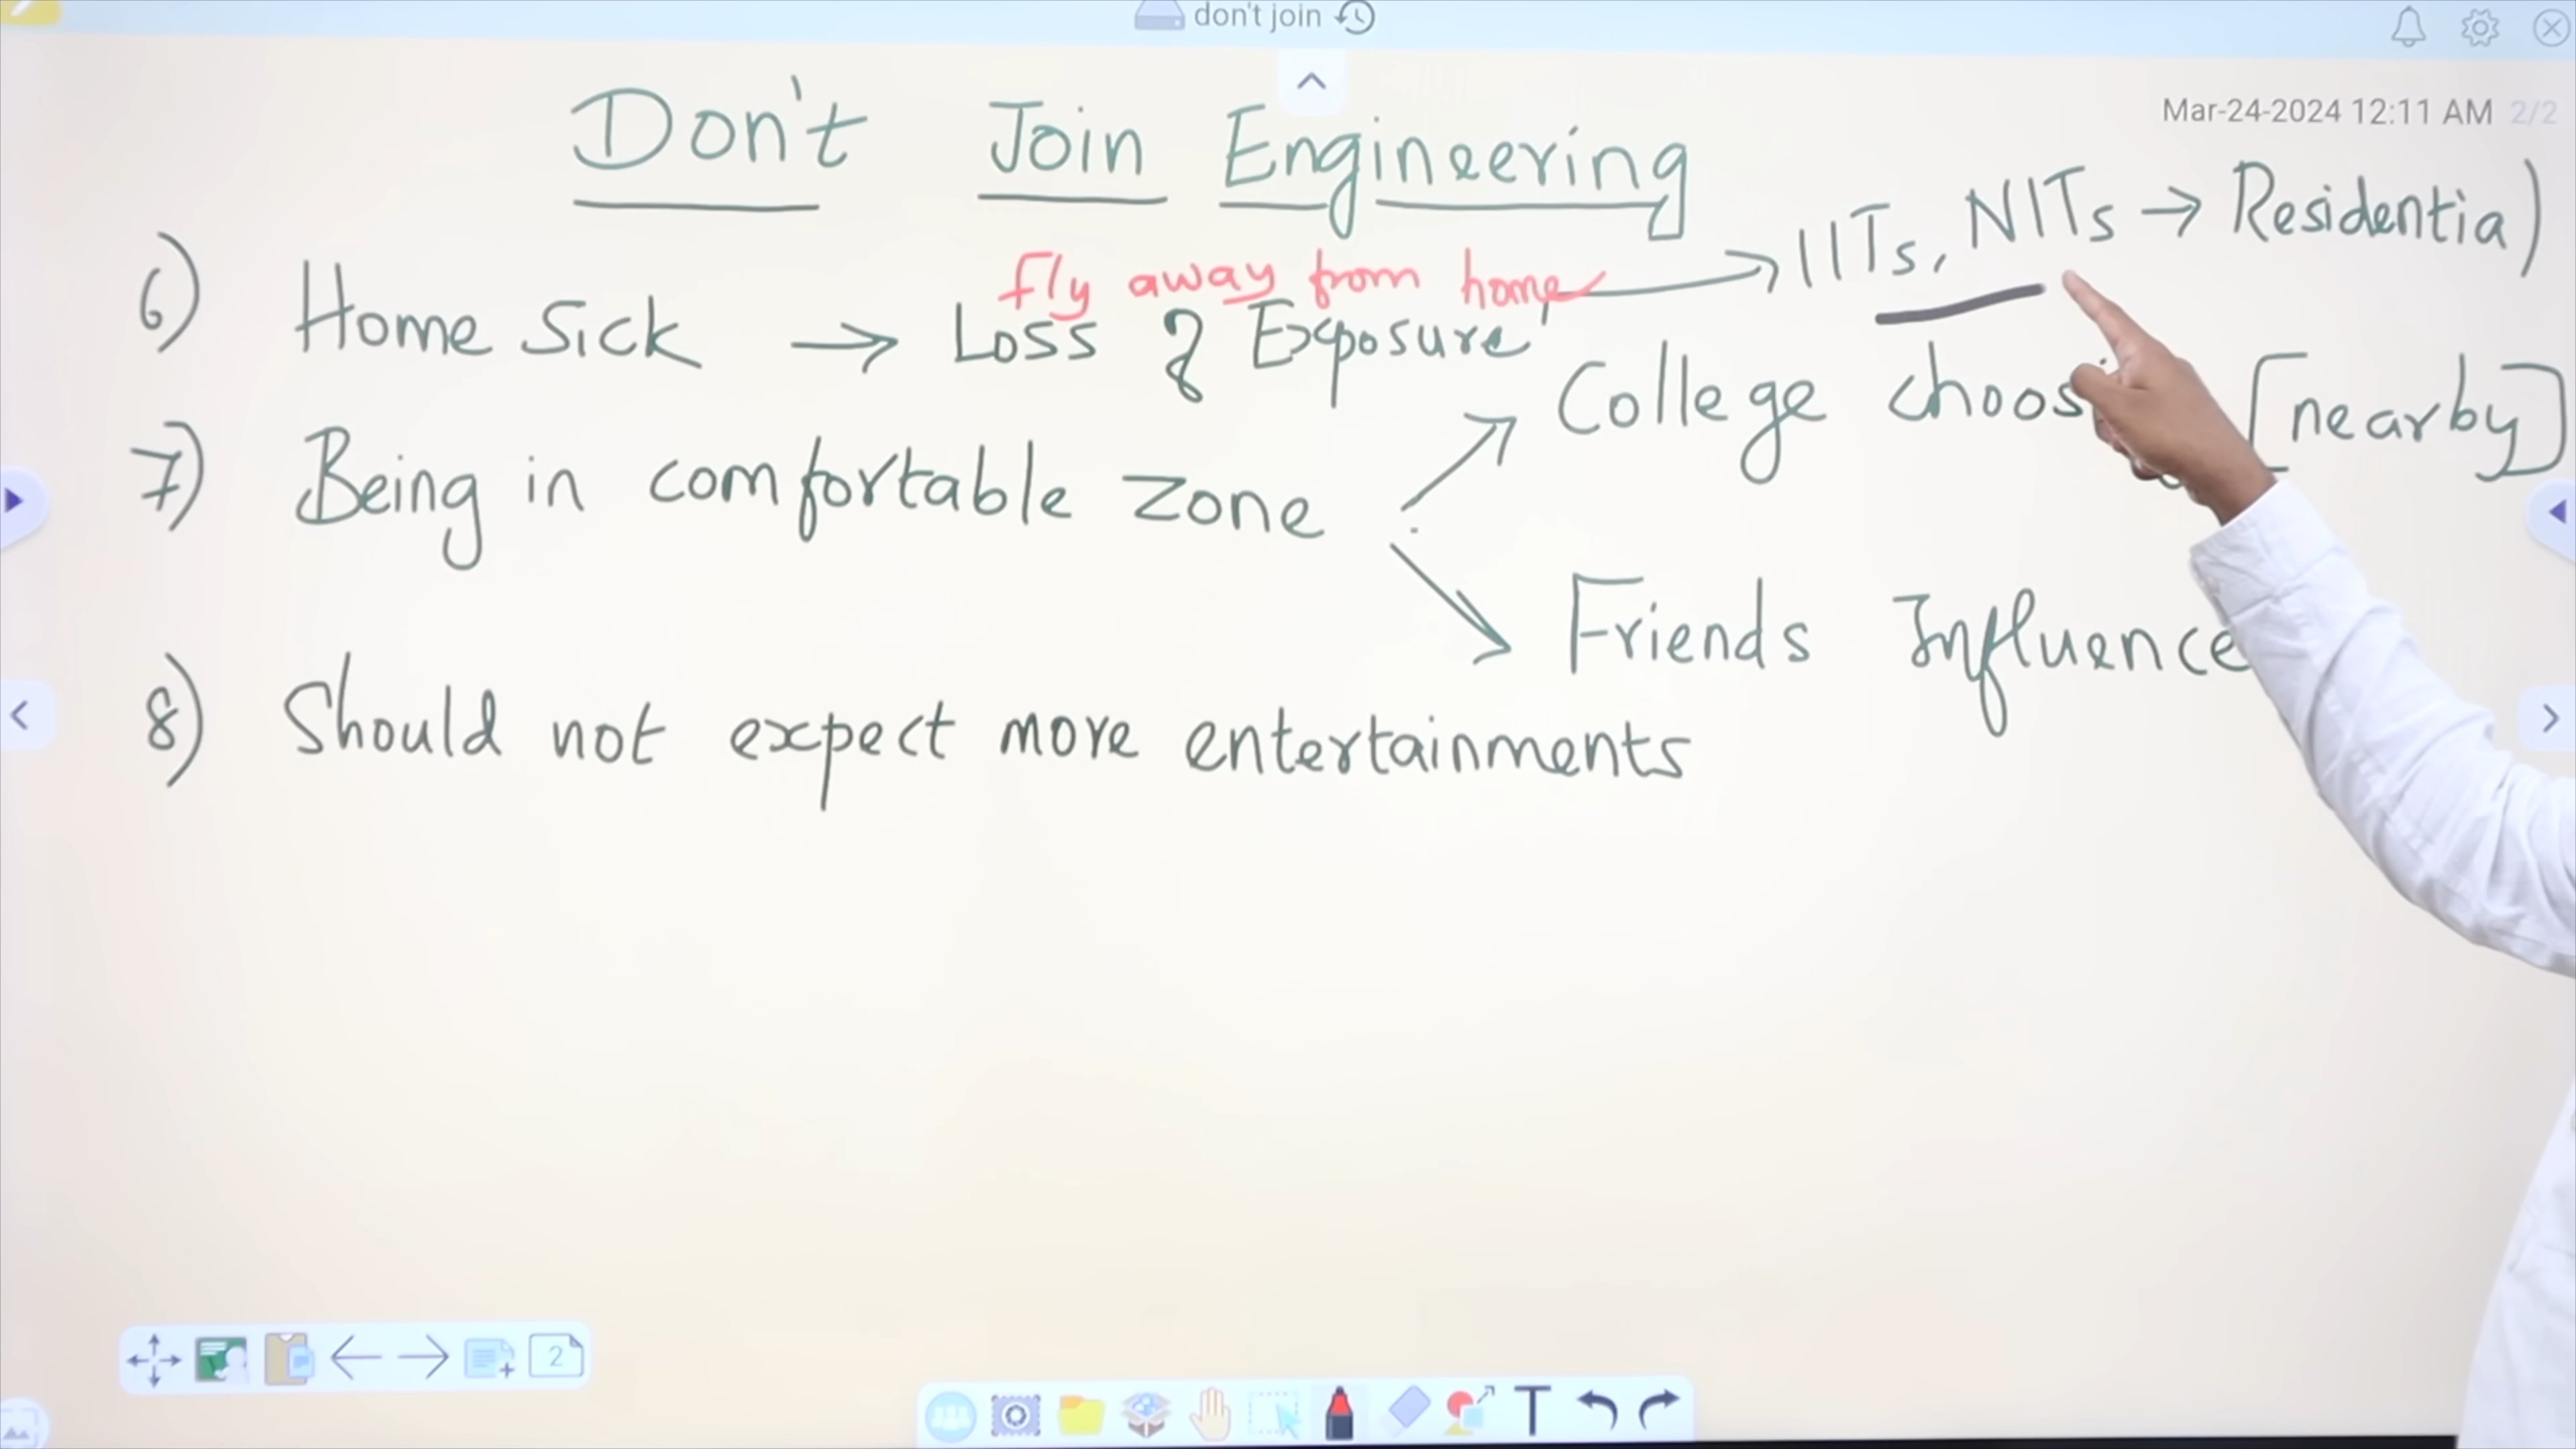 don't join
Mar-24-2024 12:11 AM 2/2
Don't Join Engineering
Fly away from home → IITs, NITs → Residential
6) Home Sick → Loss of Exposure
7) Being in comfortable zone
College [nearby]
Friends Influence
8) Should not expect more entertainments
2
T